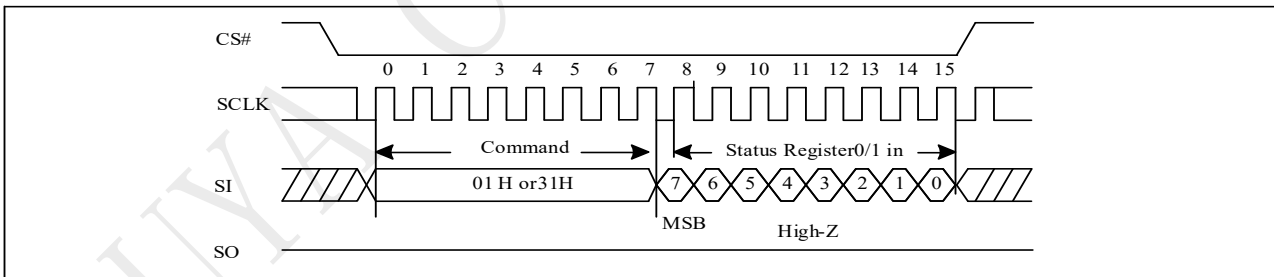 CS#
0 1 2 3 4 5 6 7 8 9 10 11 12 13 14 15
SCLK
Command Status Register0/1 in
SI 01 H or31H 7 6 5 4 3 2 1 0
MSB High-Z
SO